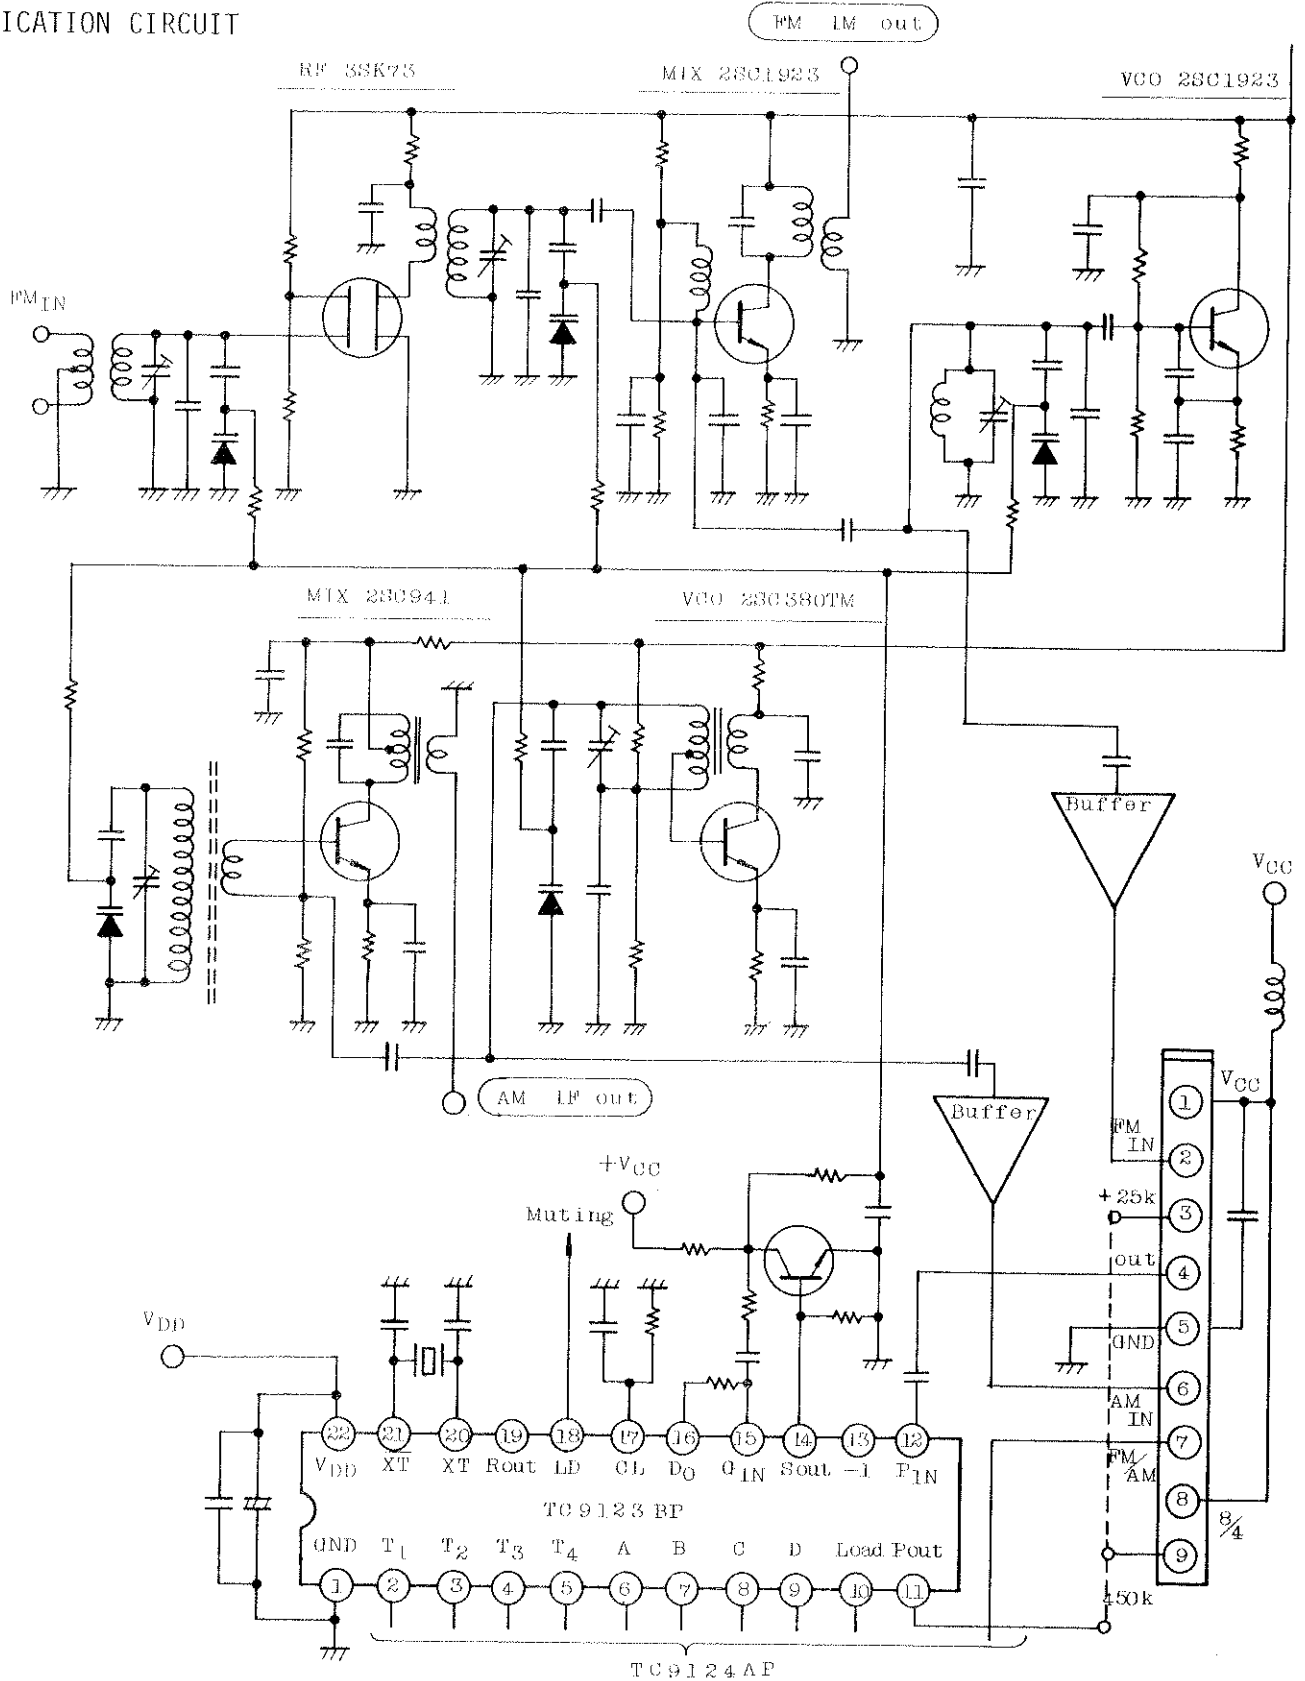 ICATION CIRCUIT
FM IM out
RF 3SK73
MIX 2SC1923
VCO 2SC1923
FMIN
MIX 2SC941
VCO 2SC380TM
Buffer
VCC
AM IF out
Buffer
1
VCC
FM IN
2
+VCC
+25k
3
Muting
out
4
VDD
GND
5
6
AM IN
7
FM/AM
22
21
20
19
18
17
16
15
14
13
12
VDD
XT
XT
Rout
LD
CL
DO
GIN
Sout
-1
PIN
8
8/4
TC9123BP
GND
T1
T2
T3
T4
A
B
C
D
Load
Pout
9
1
2
3
4
5
6
7
8
9
10
11
450k
TC9124AP